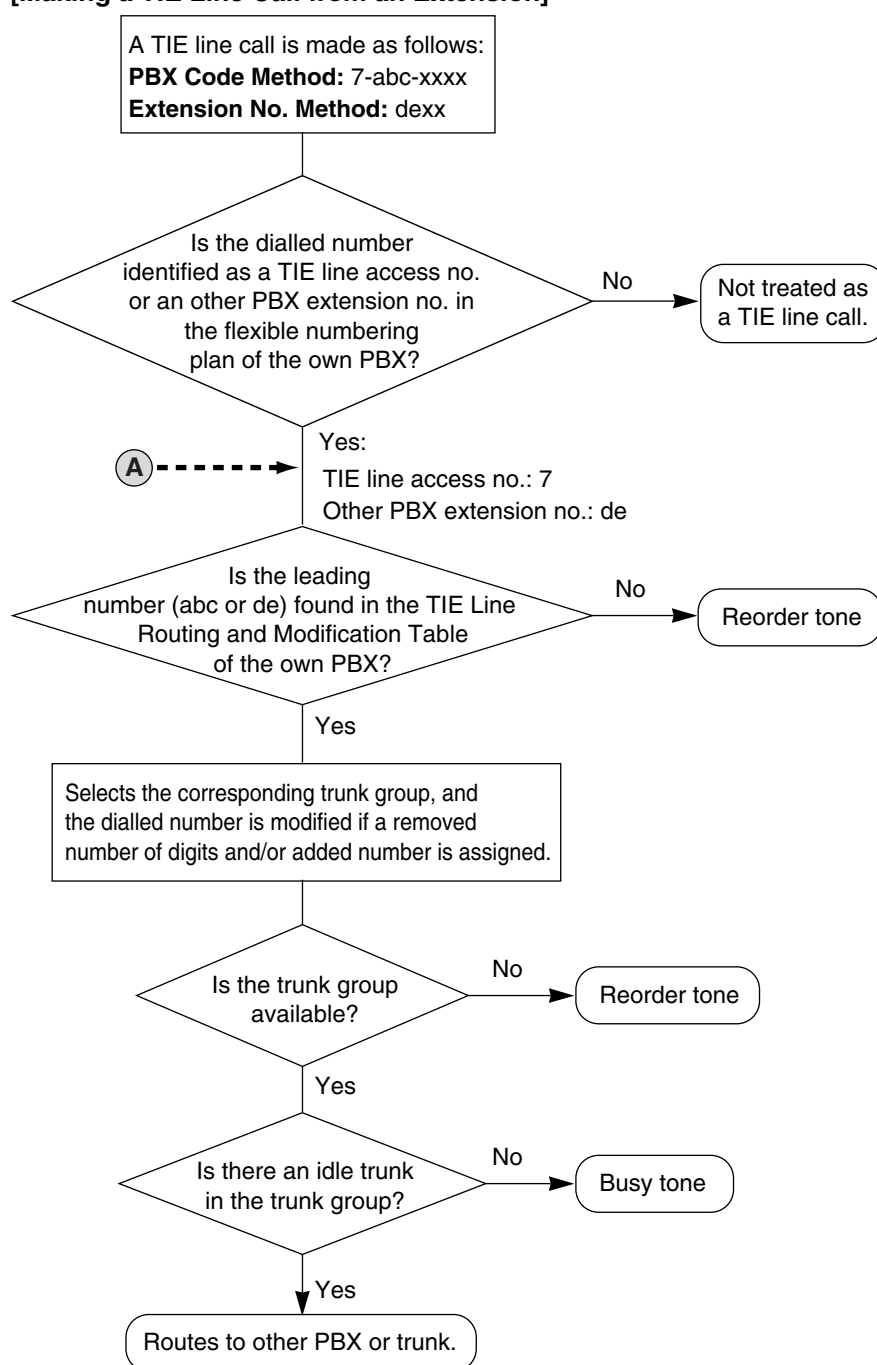 A TIE line call is made as follows:
PBX Code Method: 7-abc-xxxx
Extension No. Method: dexx
Is the dialled number
identified as a TIE line access no.
or an other PBX extension no. in
the flexible numbering
plan of the own PBX?
No
Not treated as
a TIE line call.
A
Yes:
TIE line access no.: 7
Other PBX extension no.: de
Is the leading
number (abc or de) found in the TIE Line
Routing and Modification Table
of the own PBX?
No
Reorder tone
Yes
Selects the corresponding trunk group, and
the dialled number is modified if a removed
number of digits and/or added number is assigned.
Is the trunk group
available?
No
Reorder tone
Yes
Is there an idle trunk
in the trunk group?
No
Busy tone
Yes
Routes to other PBX or trunk.